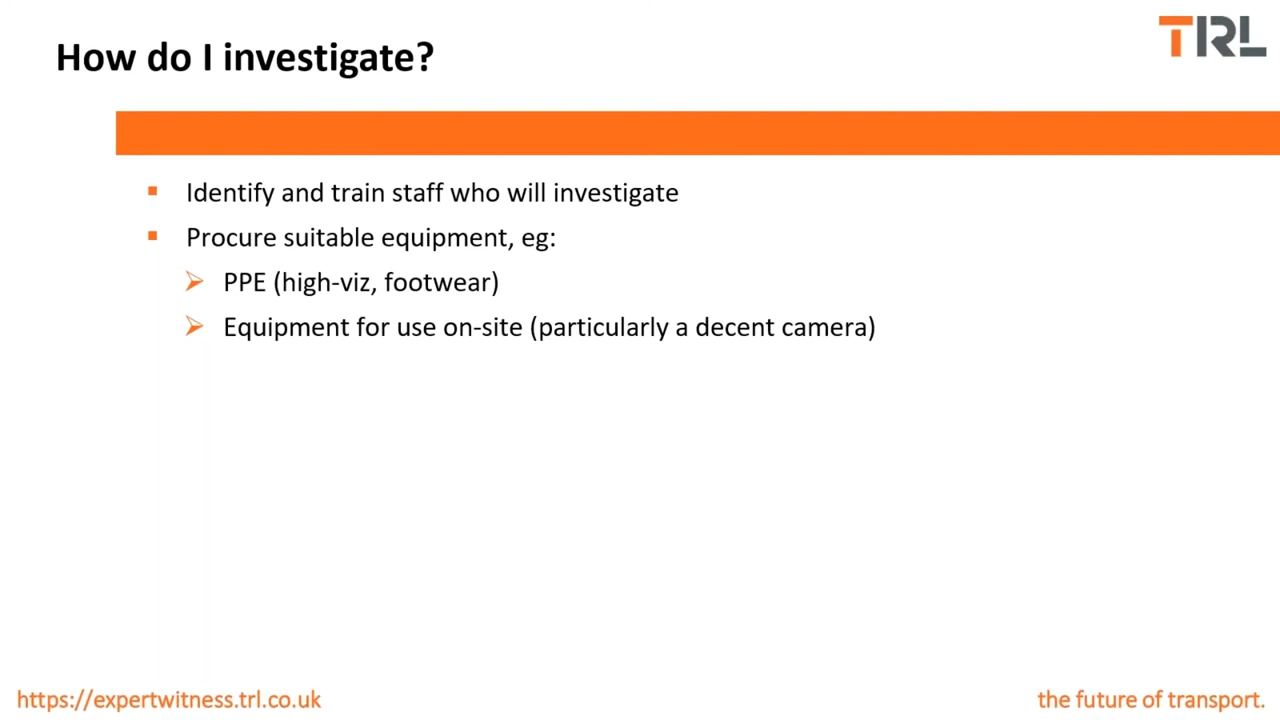 How do I investigate?
TRL
Identify and train staff who will investigate
Procure suitable equipment, eg:
PPE (high-viz, footwear)
Equipment for use on-site (particularly a decent camera)
https://expertwitness.trl.co.uk
the future of transport.